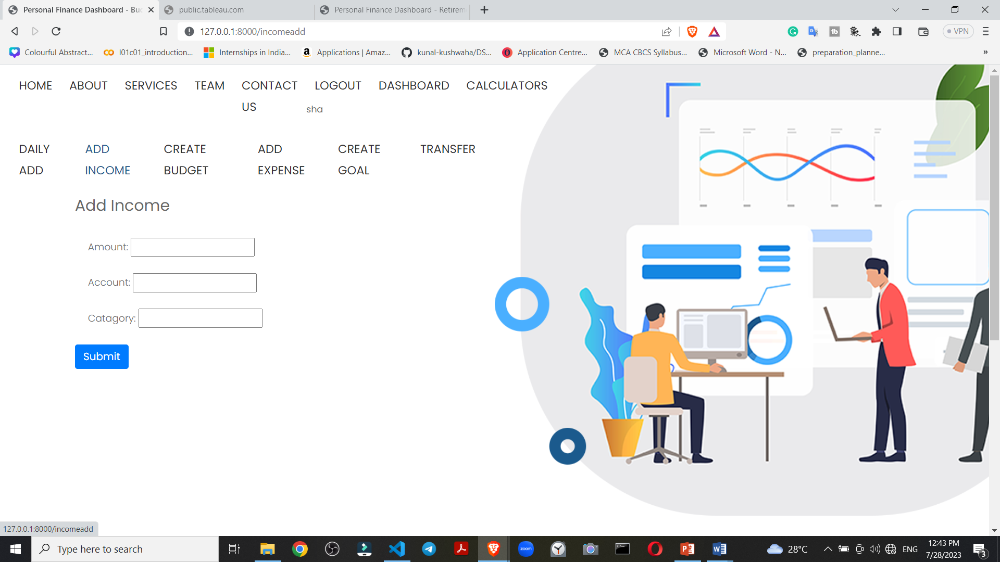 Personal Finance Dashboard - Buc
public.tableau.com
Personal Finance Dashboard - Retirem
127.0.0.1:8000/incomeadd
VPN
Colourful Abstract...
l01c01_introduction...
Internships in India...
Applications | Amaz...
kunal-kushwaha/DS...
Application Centre...
MCA CBCS Syllabus...
Microsoft Word - N...
preparation_planne...
»
HOME ABOUT SERVICES TEAM CONTACT US LOGOUT DASHBOARD CALCULATORS
sha
DAILY ADD
ADD INCOME
CREATE BUDGET
ADD EXPENSE
CREATE GOAL
TRANSFER
Add Income
Amount:
Account:
Catagory:
Submit
127.0.0.1:8000/incomeadd
Type here to search
zoom
28°C
ENG
12:43 PM
7/28/2023
3